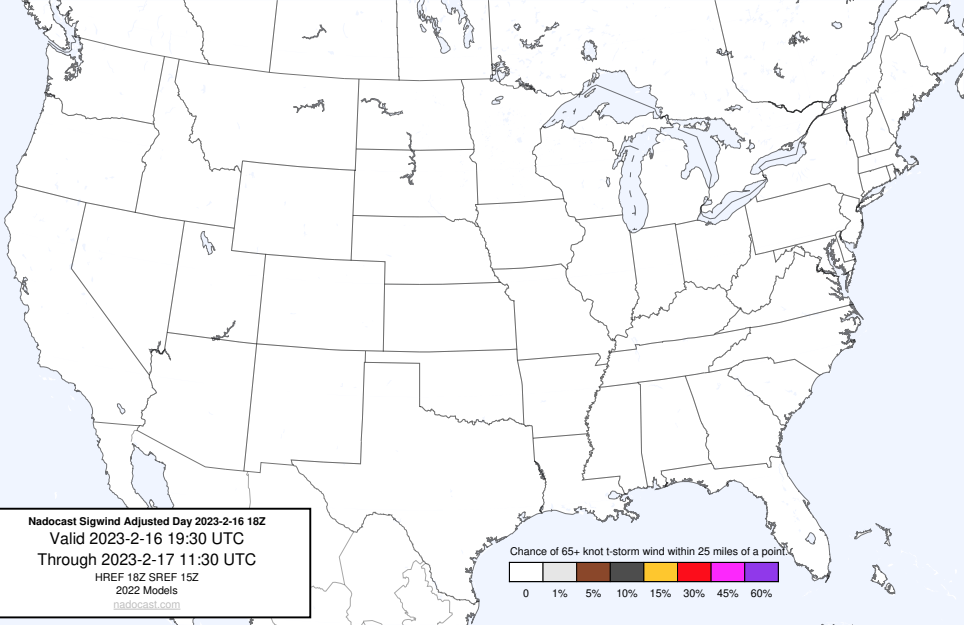 Nadocast Sigwind Adjusted Day 2023-2-16 18Z
Valid 2023-2-16 19:30 UTC
Through 2023-2-17 11:30 UTC
HREF 18Z SREF 15Z
2022 Models
nadocast.com
Chance of 65+ knot t-storm wind within 25 miles of a point.
0 1% 5% 10% 15% 30% 45% 60%